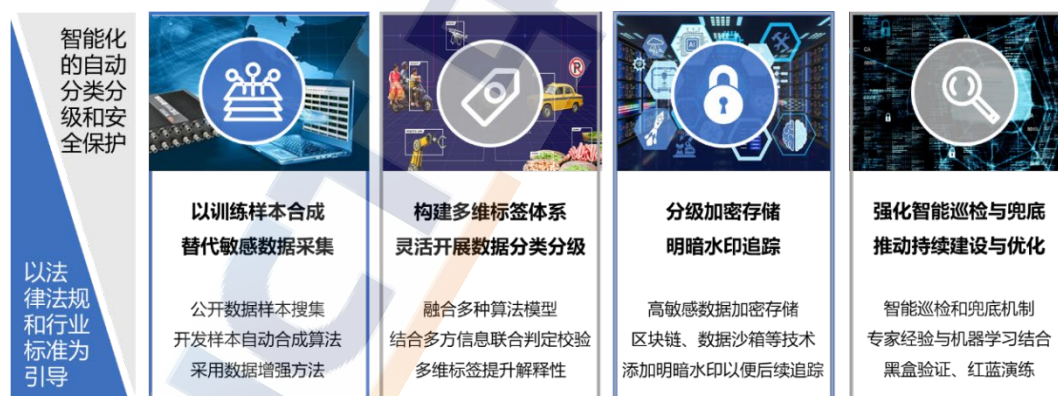 智能化
的自动
分类分
级和安
全保护
以法
律法规
和行业
标准为
引导
以训练样本合成
替代敏感数据采集
公开数据样本搜集
开发样本自动合成算法
采用数据增强方法
构建多维标签体系
灵活开展数据分类分级
融合多种算法模型
结合多方信息联合判定校验
多维标签提升解释性
AI
分级加密存储
明暗水印追踪
高敏感数据加密存储
区块链、数据沙箱等技术
添加明暗水印以便后续追踪
强化智能巡检与兜底
推动持续建设与优化
智能巡检和兜底机制
专家经验与机器学习结合
黑盒验证、红蓝演练